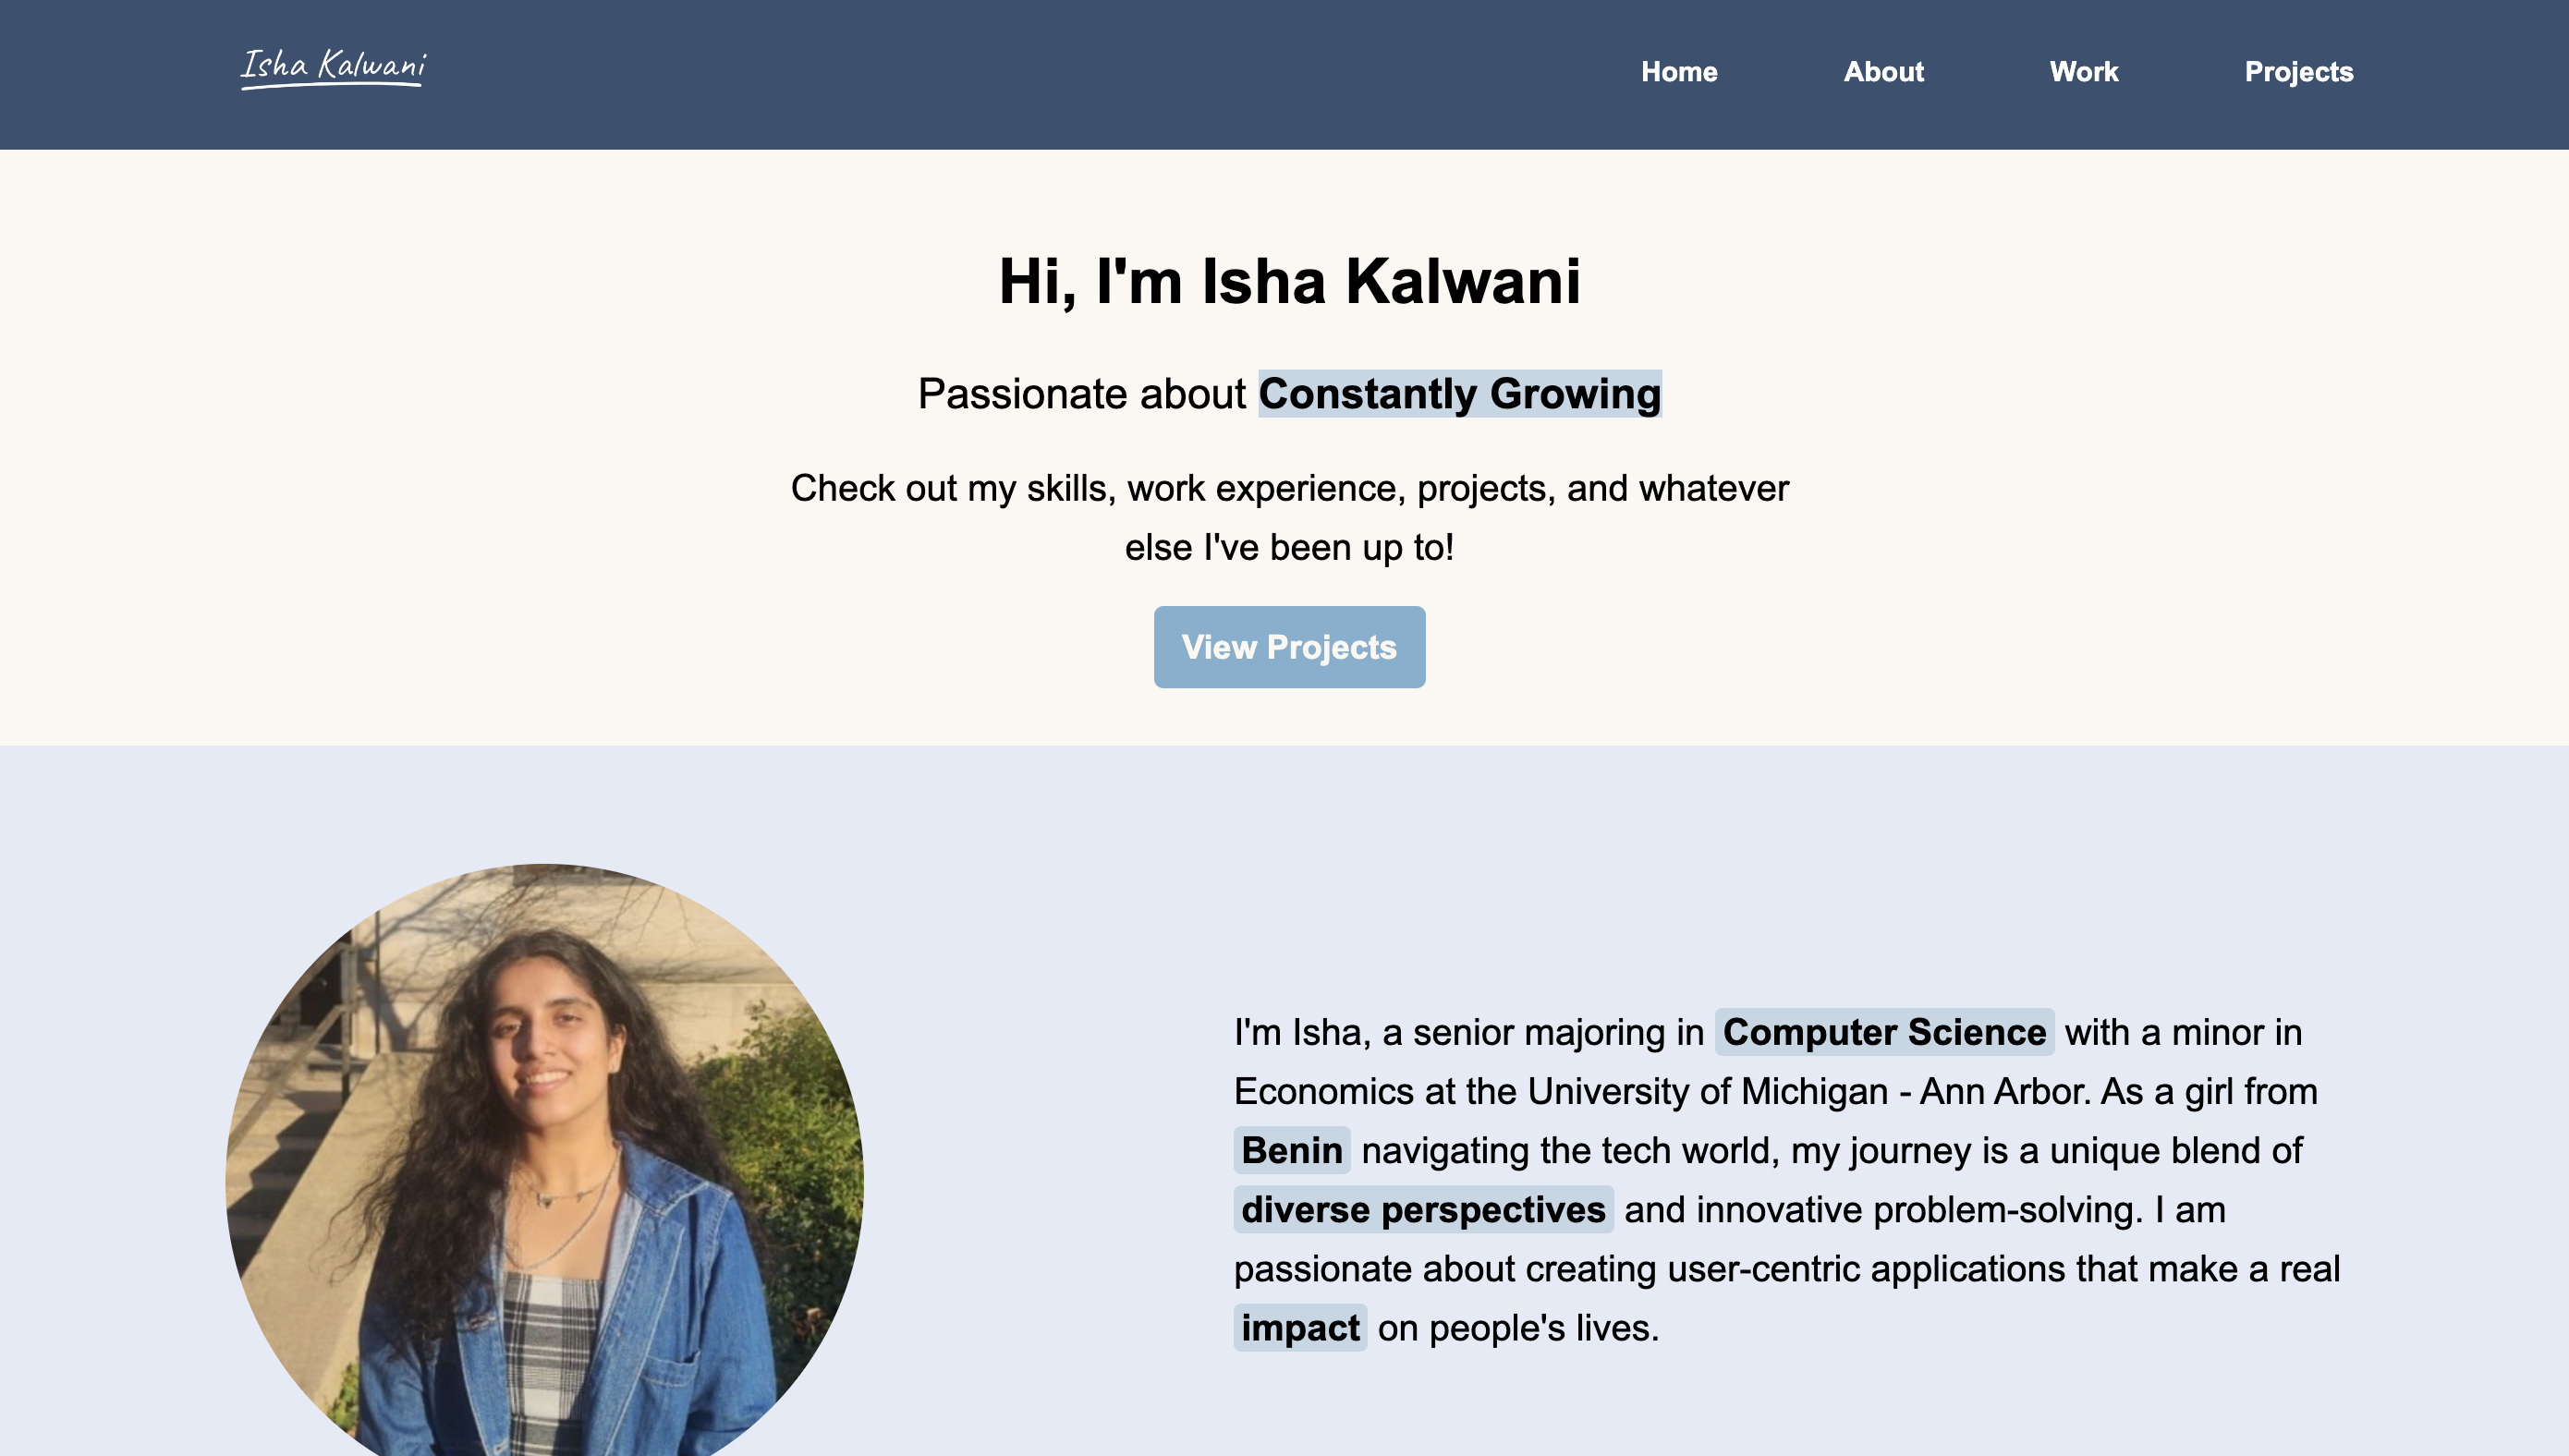 Isha Kalwani
Home About Work Projects
Hi, I'm Isha Kalwani
Passionate about Constantly Growing
Check out my skills, work experience, projects, and whatever
else I've been up to!
View Projects
I'm Isha, a senior majoring in Computer Science with a minor in
Economics at the University of Michigan - Ann Arbor. As a girl from
Benin navigating the tech world, my journey is a unique blend of
diverse perspectives and innovative problem-solving. I am
passionate about creating user-centric applications that make a real
impact on people's lives.